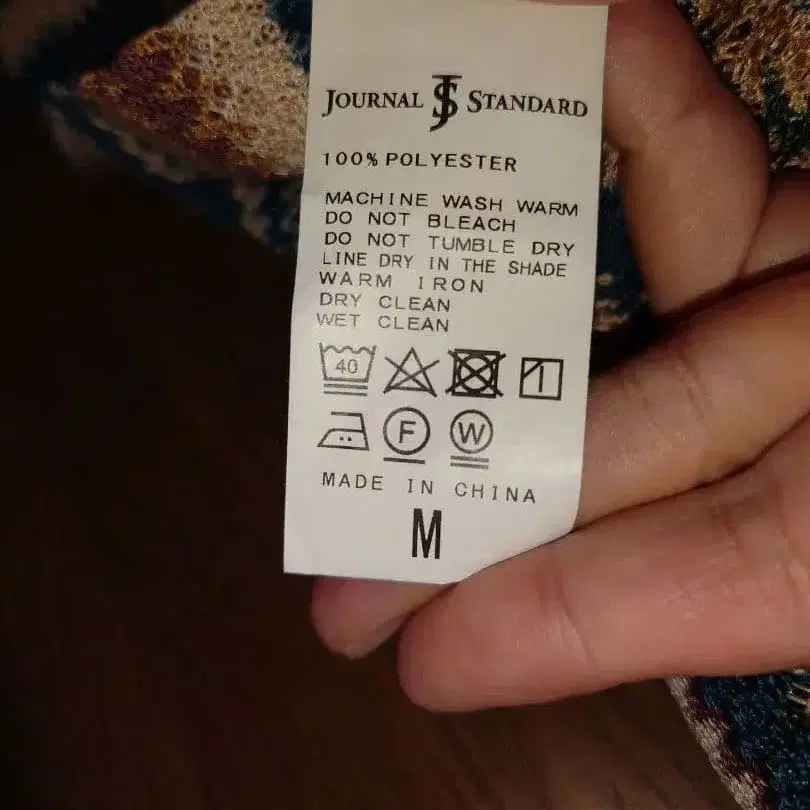 JOURNAL JS STANDARD
100% POLYESTER
MACHINE WASH WARM
DO NOT BLEACH
DO NOT TUMBLE DRY
LINE DRY IN THE SHADE
WARM IRON
DRY CLEAN
WET CLEAN
40
F W
MADE IN CHINA
M